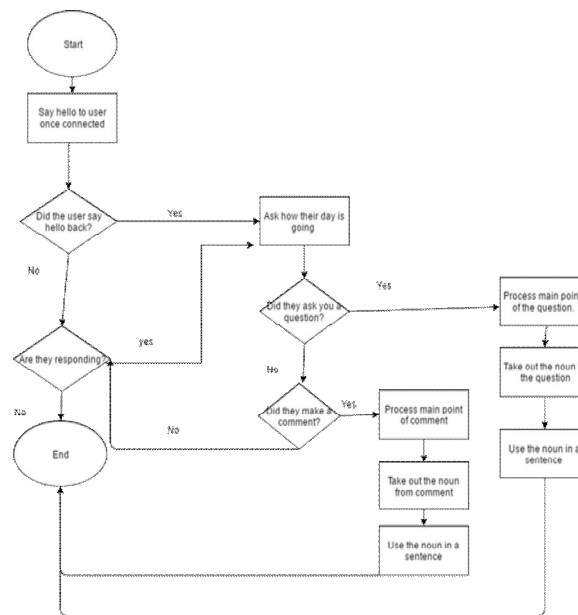 Start
Say hello to user
once connected
Did the user say
hello back?
Yes
Ask how their day is
going
No
yes
Did they ask you a
question?
Yes
Process main point
of the question.
Are they responding?
No
No
Take out the noun
the question
Did they make a
comment?
Yes
Process main point
of comment
No
End
Use the noun in a
sentence
Take out the noun
from comment
Use the noun in a
sentence